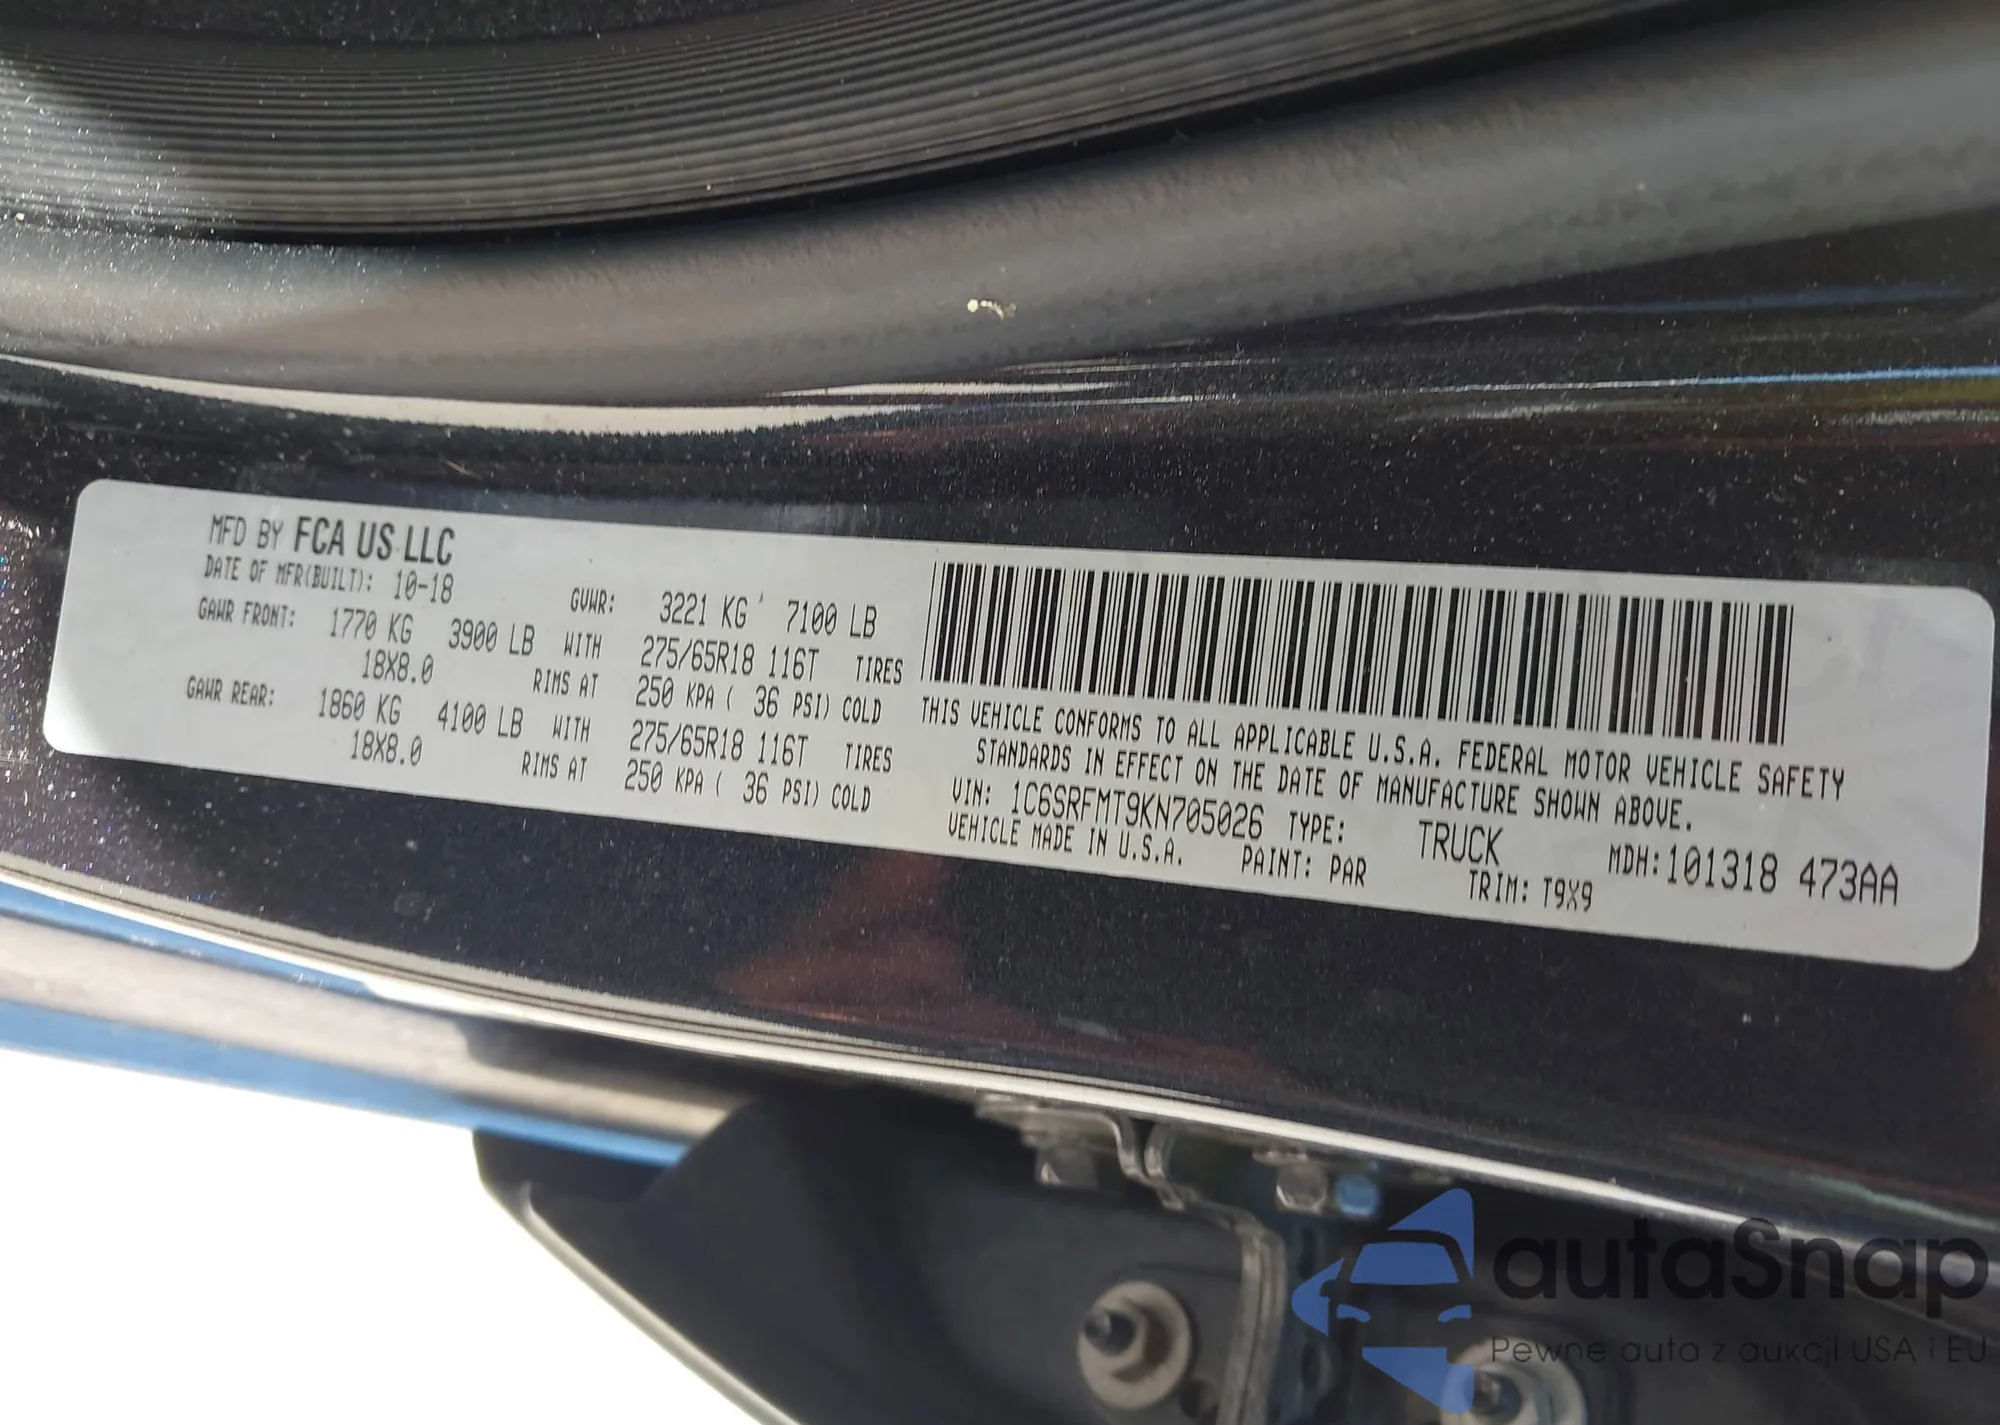 MFD BY FCA US LLC
DATE OF MFR(BUILT): 10-18 GVWR: 3221 KG 7100 LB
GAWR FRONT: 1770 KG 3900 LB WITH 275/65R18 116T TIRES
18X8.0 RIMS AT 250 KPA ( 36 PSI) COLD
GAWR REAR: 1860 KG 4100 LB WITH 275/65R18 116T TIRES
18X8.0 RIMS AT 250 KPA ( 36 PSI) COLD
THIS VEHICLE CONFORMS TO ALL APPLICABLE U.S.A. FEDERAL MOTOR VEHICLE SAFETY
STANDARDS IN EFFECT ON THE DATE OF MANUFACTURE SHOWN ABOVE.
VIN: 1C6SRFMT9KN705026 TYPE: TRUCK MDH:101318 473AA
VEHICLE MADE IN U.S.A. PAINT: PAR TRIM: T9X9
autaSnap
Pewne auta z aukcji USA i EU